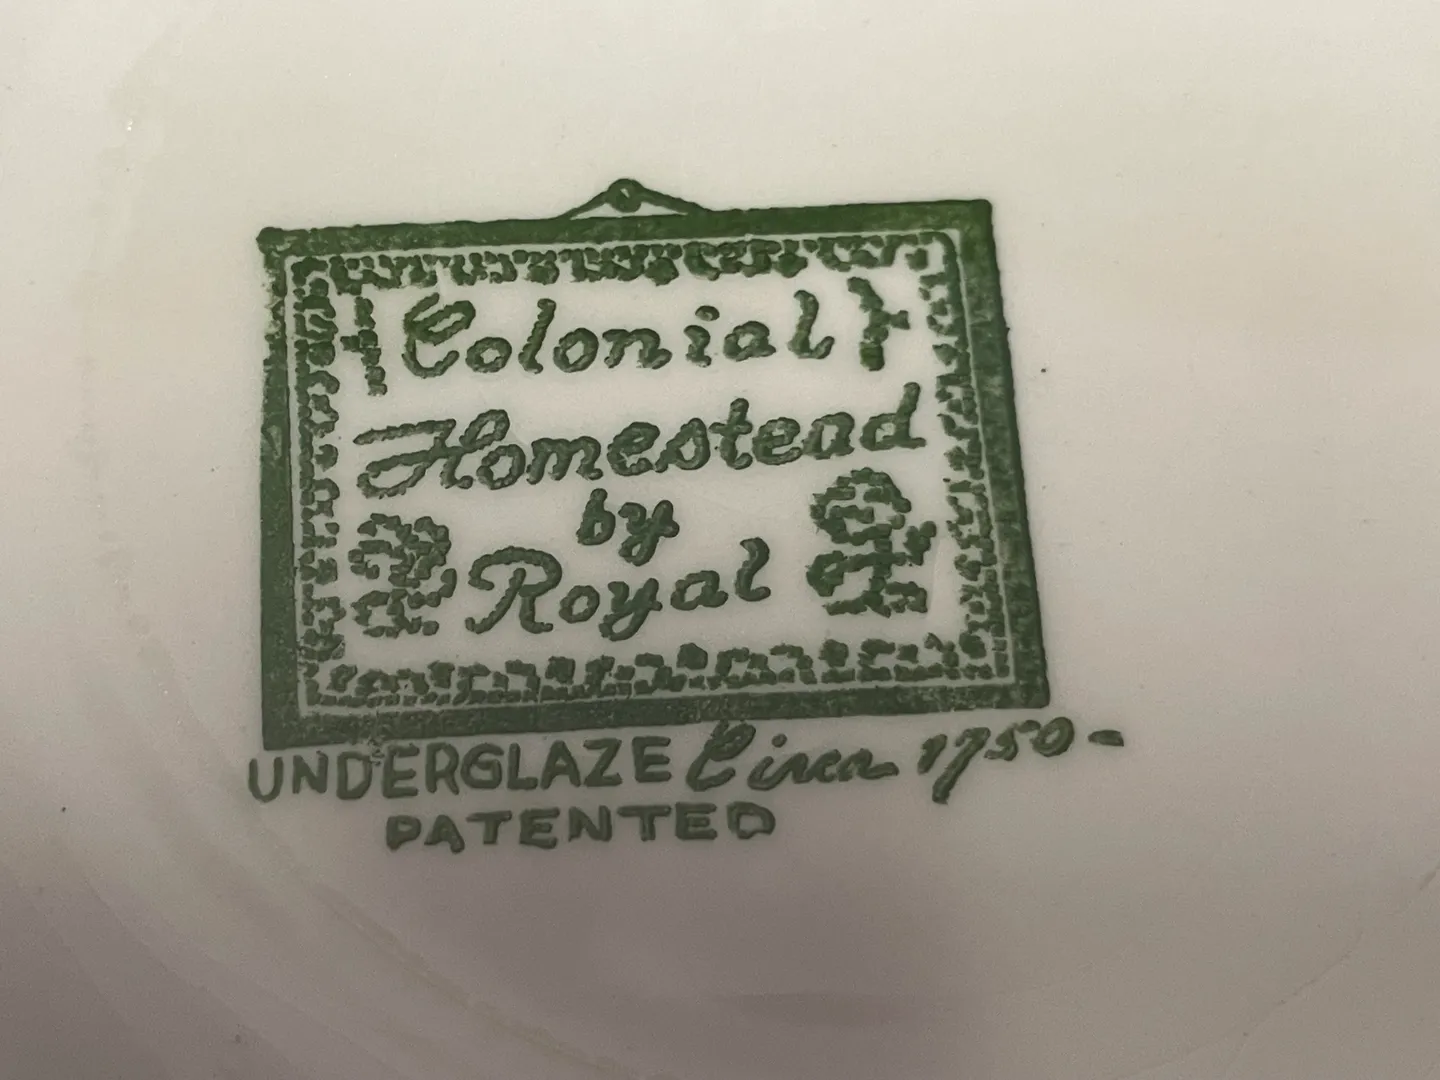 Colonial
Homestead
by
Royal
UNDERGLAZE Circa 1750-
PATENTED